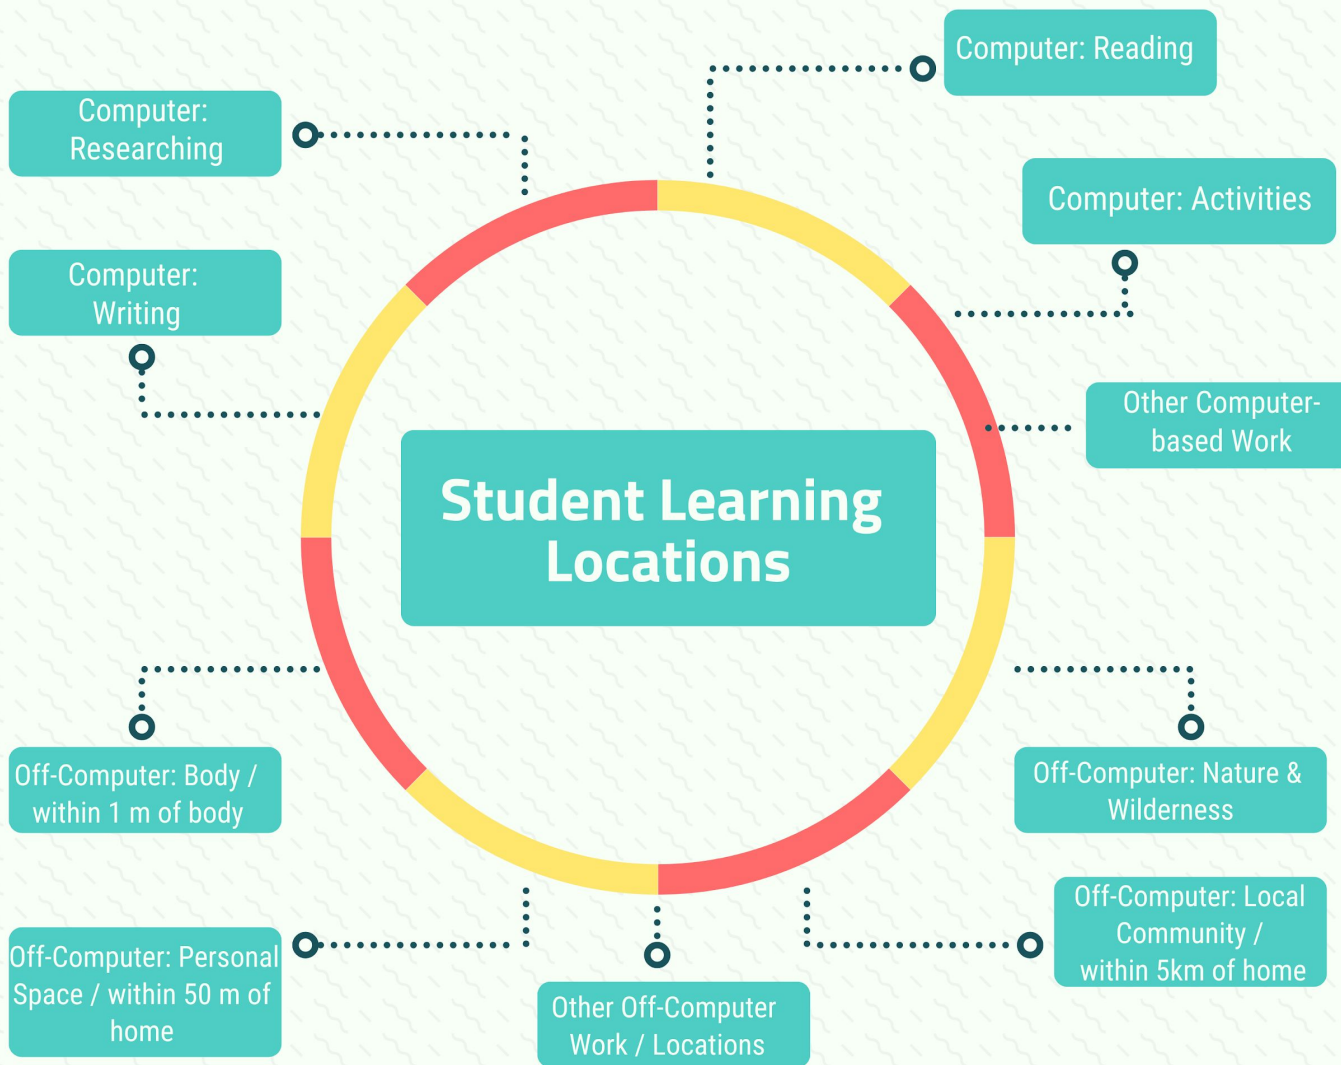 Computer: Reading
Computer:
Researching
Computer: Activities
Computer:
Writing
Other Computer-
based Work
Student Learning
Locations
Off-Computer: Body /
within 1 m of body
Off-Computer: Nature &
Wilderness
Off-Computer: Local
Community /
within 5km of home
Off-Computer: Personal
Space / within 50 m of
home
Other Off-Computer
Work / Locations